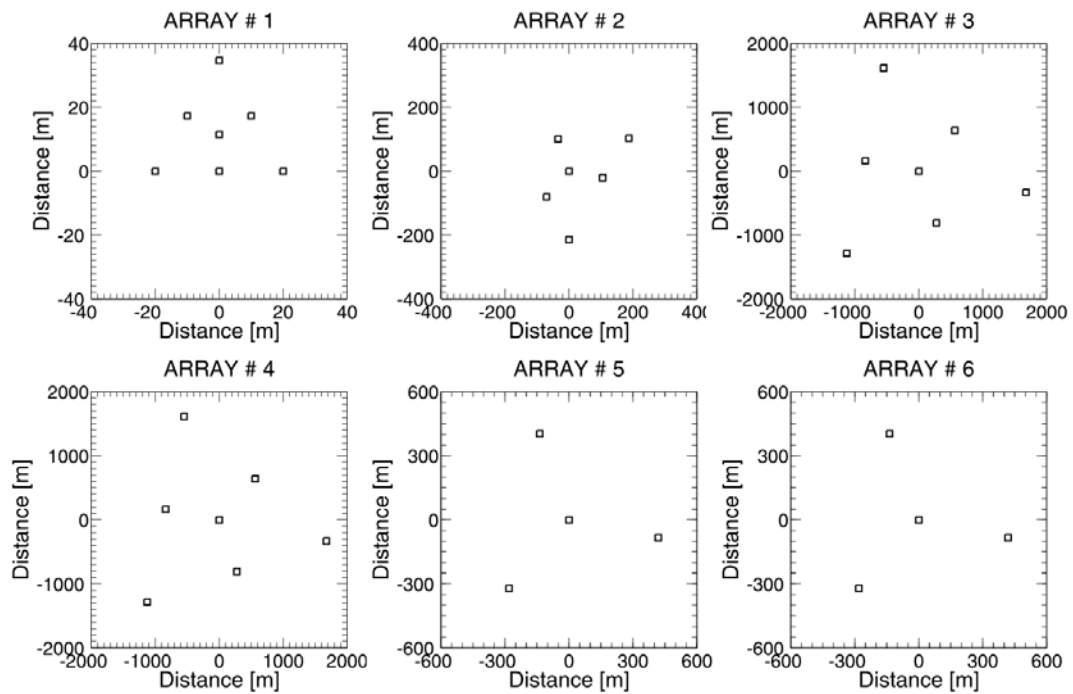 ARRAY # 1
ARRAY # 2
ARRAY # 3
40
20
0
-20
-40
Distance [m]
-40 -20 0 20 40
Distance [m]
400
200
0
-200
-400
Distance [m]
-400 -200 0 200 40
Distance [m]
2000
1000
0
-1000
-2000
Distance [m]
-2000 -1000 0 1000 2000
Distance [m]
ARRAY # 4
ARRAY # 5
ARRAY # 6
2000
1000
0
-1000
-2000
Distance [m]
-2000 -1000 0 1000 2000
Distance [m]
600
300
0
-300
-600
Distance [m]
-600 -300 0 300 600
Distance [m]
600
300
0
-300
-600
Distance [m]
-600 -300 0 300 600
Distance [m]